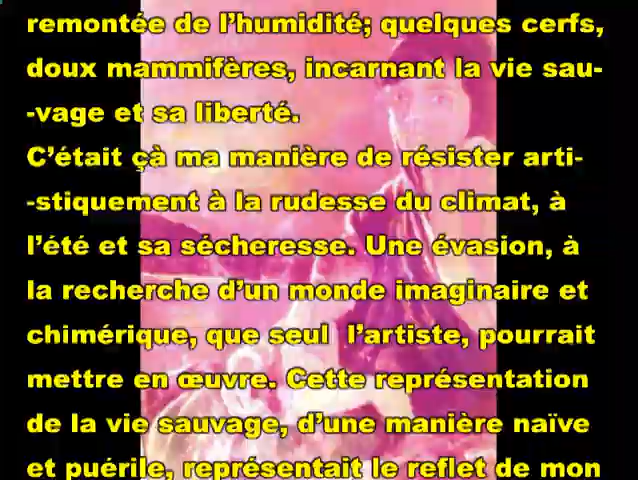 remontée de l’humidité; quelques cerfs,
doux mammifères, incarnant la vie sau-
-vage et sa liberté.
C’était çà ma manière de résister arti-
-stiquement à la rudesse du climat, à
l’été et sa sécheresse. Une évasion, à
la recherche d’un monde imaginaire et
chimérique, que seul  l’artiste, pourrait
mettre en œuvre. Cette représentation
de la vie sauvage, d’une manière naïve
et puérile, représentait le reflet de mon